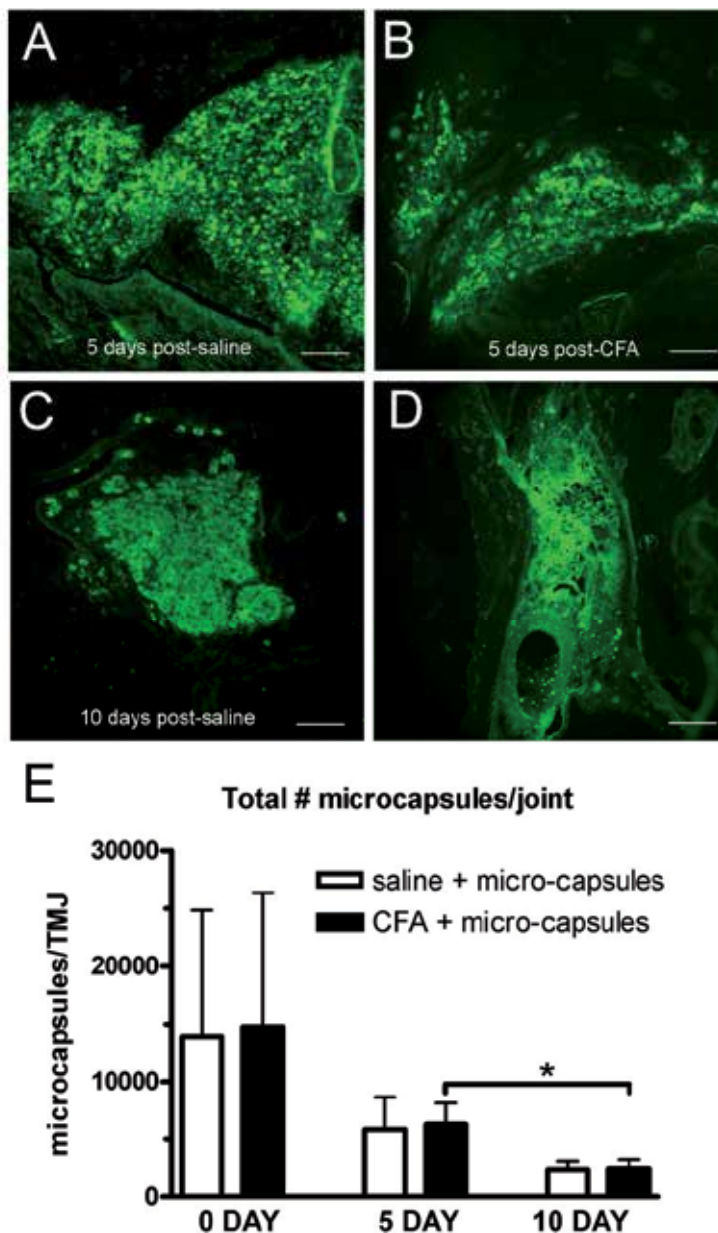 A
B
5 days post-saline
5 days post-CFA
C
D
10 days post-saline
E
Total # microcapsules/joint
microcapsules/TMJ
30000
20000
10000
0
saline + micro-capsules
CFA + micro-capsules
*
0 DAY
5 DAY
10 DAY